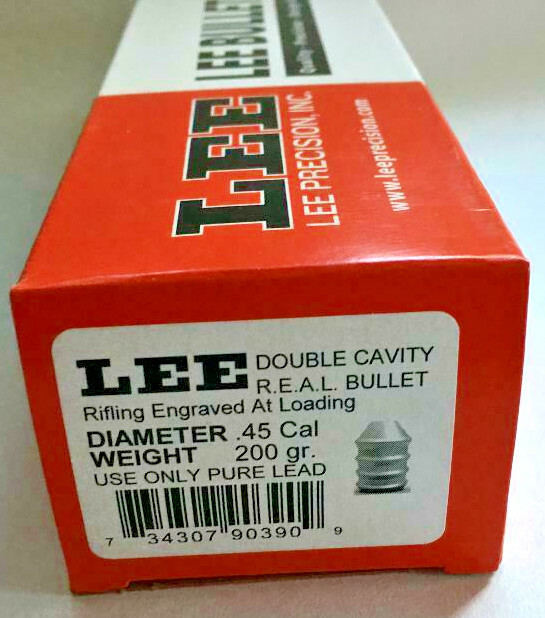 LEE BULLET
LEE
LEE PRECISION, INC.
www.leeprecision.com
LEE DOUBLE CAVITY
R.E.A.L. BULLET
Rifling Engraved At Loading
DIAMETER .45 Cal
WEIGHT 200 gr.
USE ONLY PURE LEAD
7 34307 90390 9